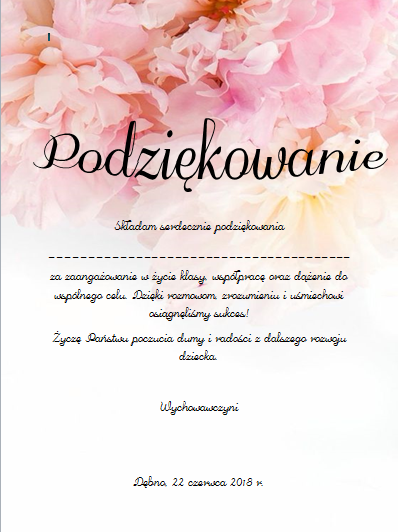 Podziękowanie
Składam serdecznie podziękowania
za zaangażowanie w życie klasy, współpracę oraz dążenie do
wspólnego celu. Dzięki rozmowom, zrozumieniu i uśmiechowi
osiągnęliśmy sukces!
Życzę Państwu poczucia dumy i radości z dalszego rozwoju
dziecka.
Wychowawczyni
Dębno, 22 czerwca 2018 r.